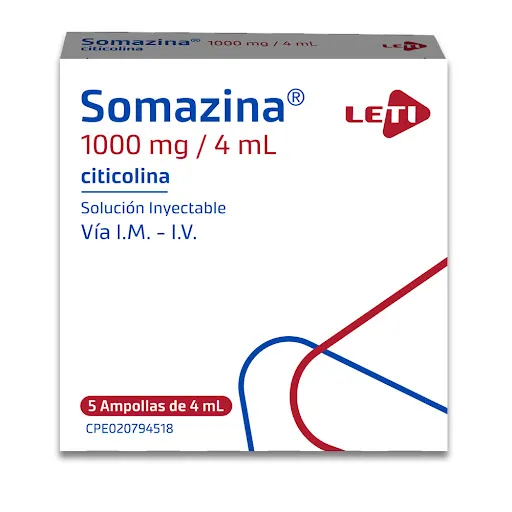 Somazina® 1000 mg / 4 mL
citicolina
LETI
Somazina®
1000 mg / 4 mL
LETI
citicolina
Solución Inyectable
Vía I.M. - I.V.
5 Ampollas de 4 mL
CPE020794518